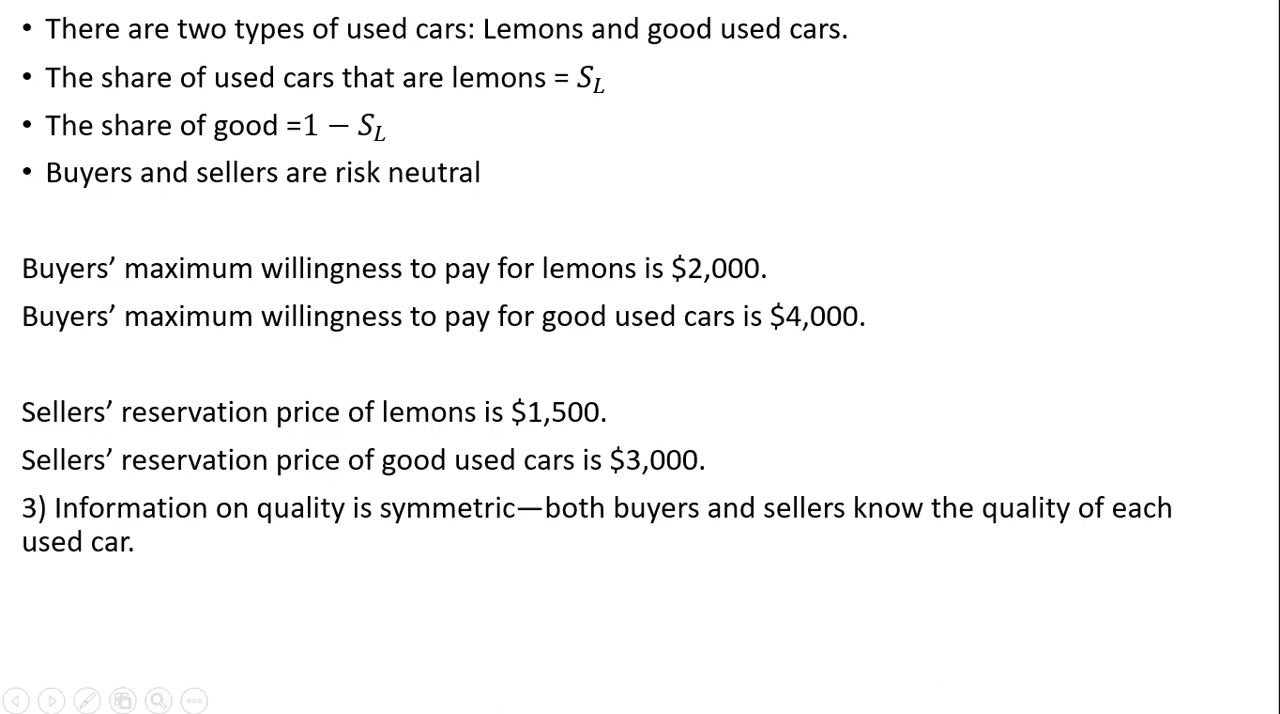 • There are two types of used cars: Lemons and good used cars.
• The share of used cars that are lemons = S_L
• The share of good =1 − S_L
• Buyers and sellers are risk neutral
Buyers’ maximum willingness to pay for lemons is $2,000.
Buyers’ maximum willingness to pay for good used cars is $4,000.
Sellers’ reservation price of lemons is $1,500.
Sellers’ reservation price of good used cars is $3,000.
3) Information on quality is symmetric—both buyers and sellers know the quality of each
used car.